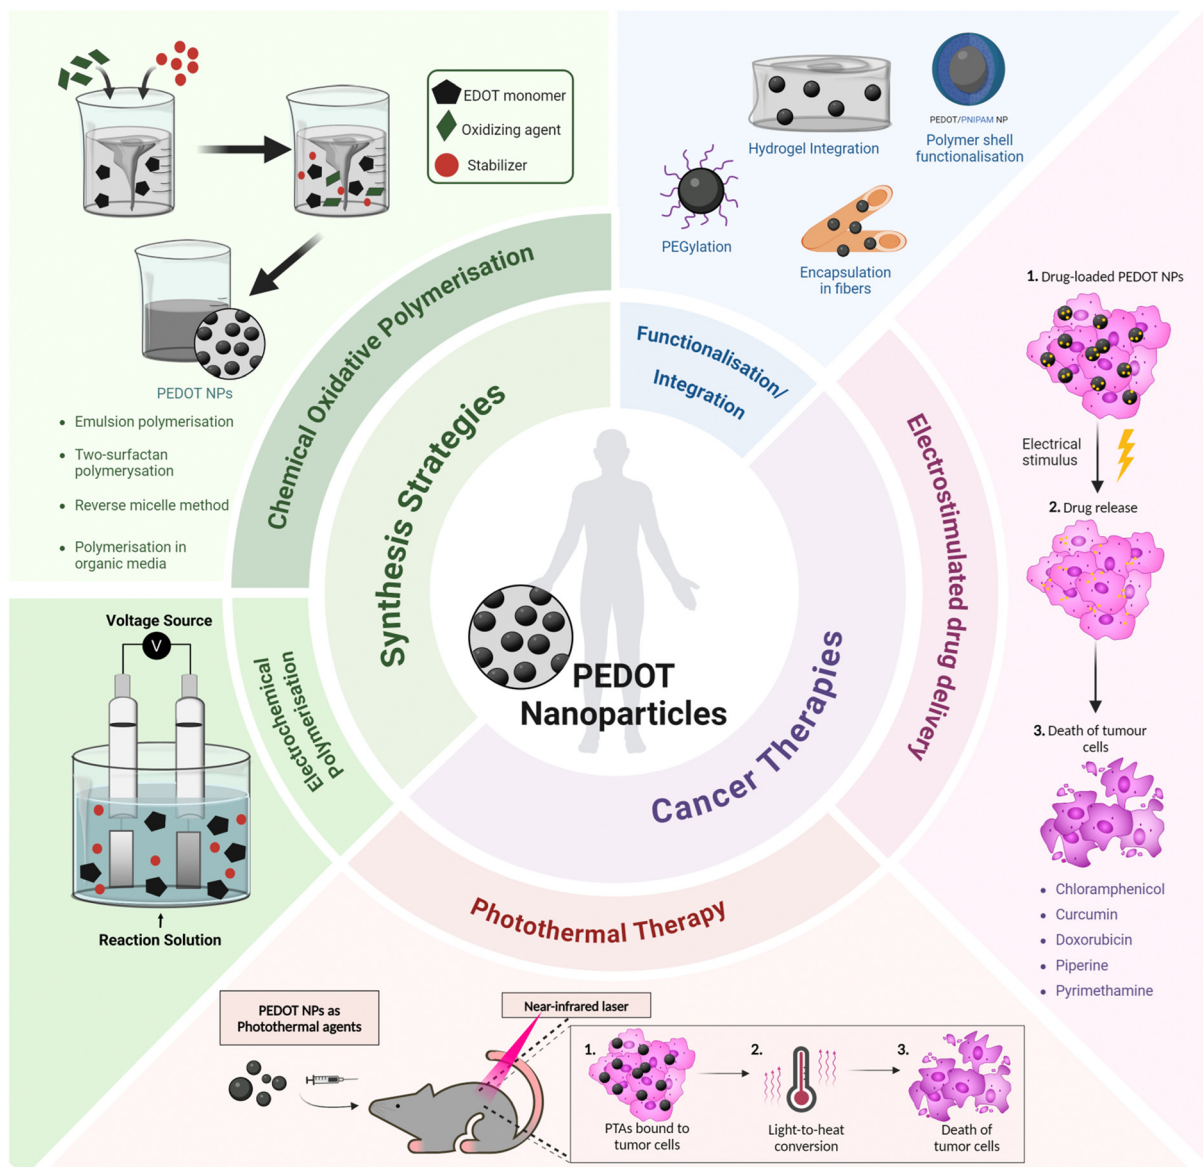 EDOT monomer
Oxidizing agent
Stabilizer
PEDOT NPs
• Emulsion polymerisation
• Two-surfactan
polymerysation
• Reverse micelle method
• Polymerisation in
organic media
Chemical Oxidative Polymerisation
Synthesis Strategies
Electrochemical
Polymerisation
Voltage Source
V
Reaction Solution
Hydrogel Integration
PEDOT/PNIPAM NP
Polymer shell
functionalisation
PEGylation
Encapsulation
in fibers
Functionalisation/
Integration
PEDOT
Nanoparticles
Cancer Therapies
Electrostimulated drug delivery
1. Drug-loaded PEDOT NPs
Electrical
stimulus
2. Drug release
3. Death of tumour
cells
• Chloramphenicol
• Curcumin
• Doxorubicin
• Piperine
• Pyrimethamine
Photothermal Therapy
PEDOT NPs as
Photothermal agents
Near-infrared laser
1.
PTAs bound to
tumor cells
2.
Light-to-heat
conversion
3.
Death of
tumor cells